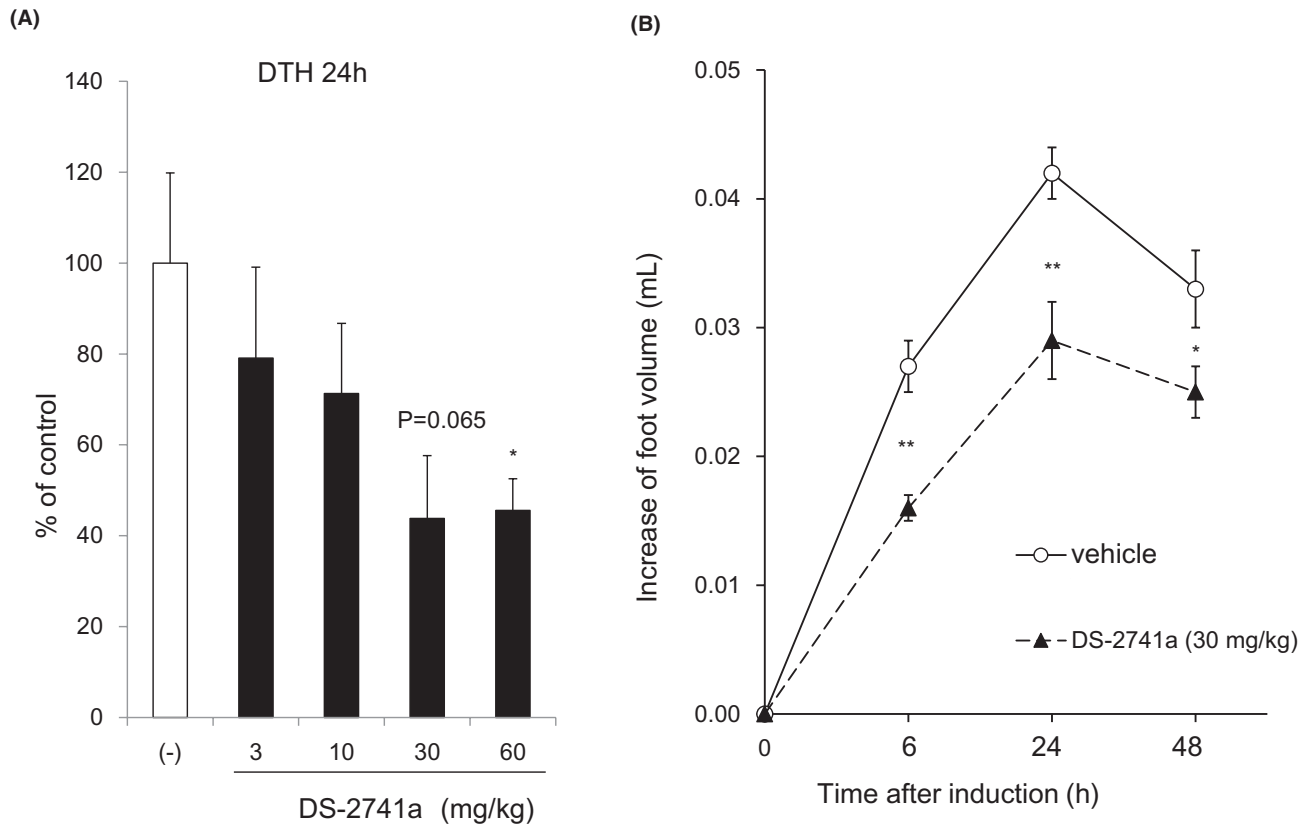 (A)
DTH 24h
140
120
100
80
60
40
20
0
% of control
P=0.065
*
(-)
3
10
30
60
DS-2741a (mg/kg)
(B)
0.05
0.04
0.03
0.02
0.01
0.00
Increase of foot volume (mL)
**
**
*
vehicle
DS-2741a (30 mg/kg)
0
6
24
48
Time after induction (h)